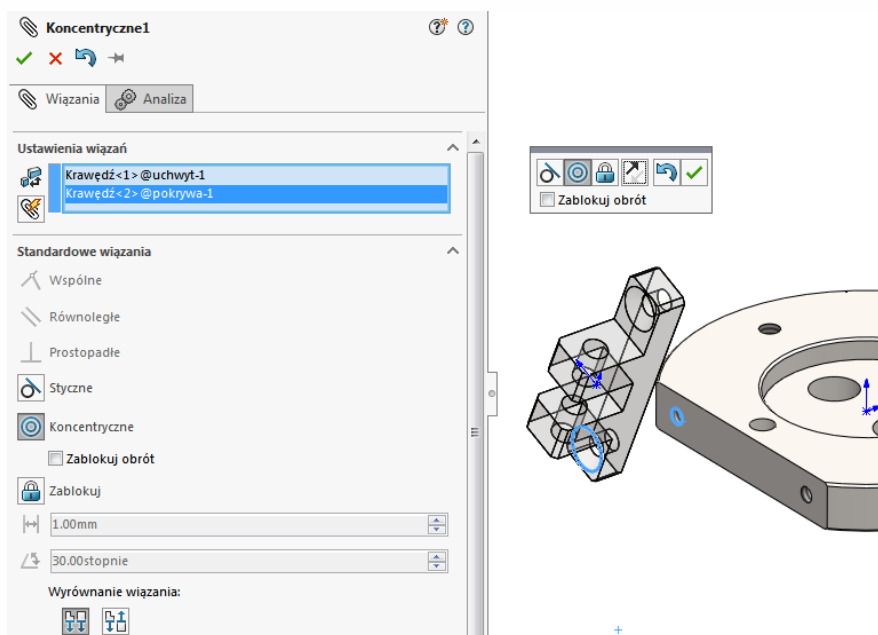 Koncentryczne1
Wiązania
Analiza
Ustawienia wiązań
Krawędź<1>@uchwyt-1
Krawędź<2>@pokrywa-1
Standardowe wiązania
Wspólne
Równoległe
Prostopadłe
Styczne
Koncentryczne
Zablokuj obrót
Zablokuj
1.00mm
30.00stopnie
Wyrównanie wiązania:
Zablokuj obrót